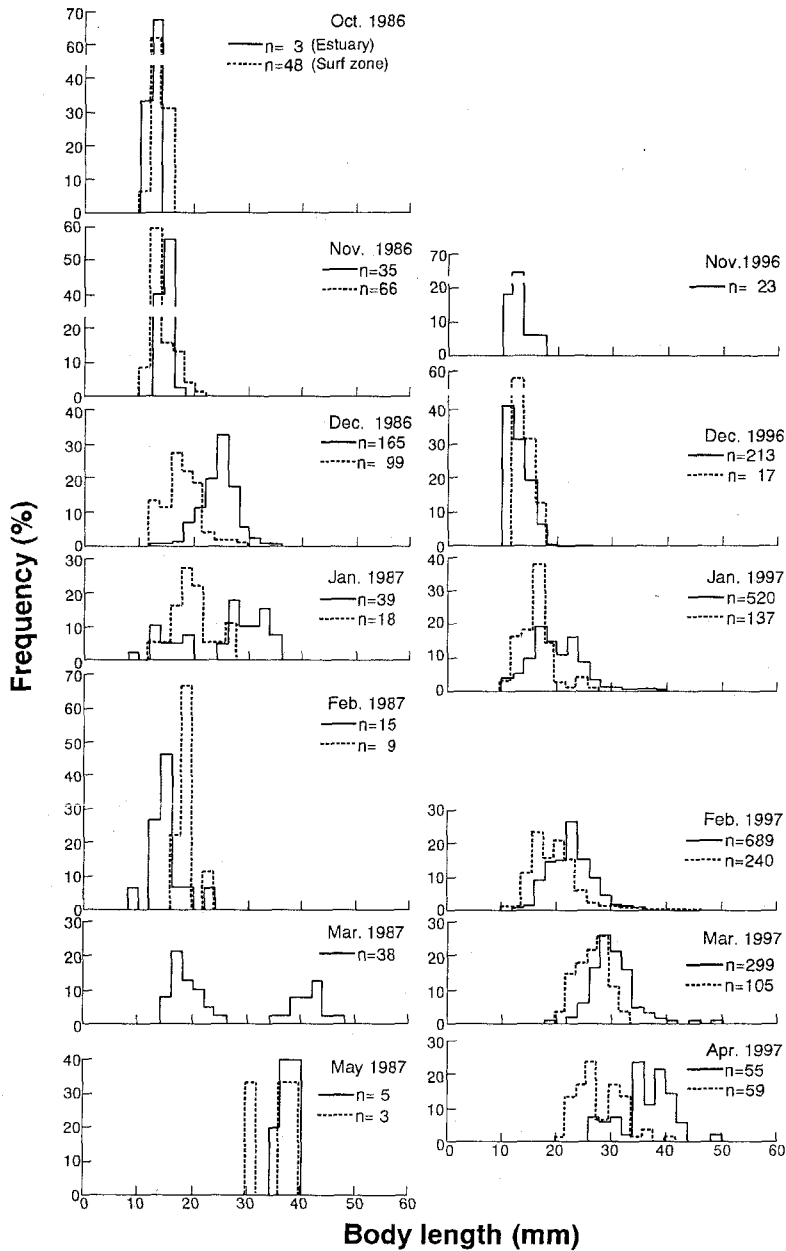 Frequency (%)
Oct. 1986
n= 3 (Estuary)
n=48 (Surf zone)
70
60
40
30
20
10
0
Nov. 1986
n=35
n=66
60
50
40
20
10
0
Dec. 1986
n=165
n= 99
40
30
20
10
0
Jan. 1987
n=39
n=18
30
20
10
0
Feb. 1987
n=15
n= 9
70
60
50
40
30
20
10
0
Mar. 1987
n=38
30
20
10
0
May 1987
n= 5
n= 3
40
30
20
10
0
0 10 20 30 40 50 60
Nov.1996
n= 23
70
20
10
0
Dec. 1996
n=213
n= 17
60
50
40
30
20
10
0
Jan. 1997
n=520
n=137
40
30
20
10
0
Feb. 1997
n=689
n=240
30
20
10
0
Mar. 1997
n=299
n=105
30
20
10
0
Apr. 1997
n=55
n=59
30
20
10
0
0 10 20 30 40 50 60
Body length (mm)